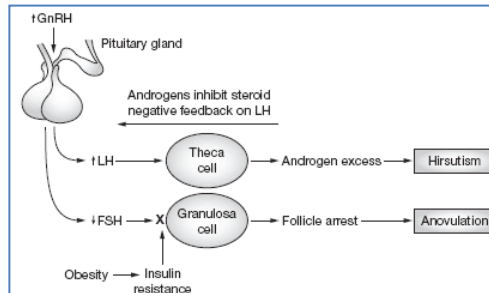 ↑GnRH
Pituitary gland
Androgens inhibit steroid
negative feedback on LH
↑LH
Theca
cell
Androgen excess
Hirsutism
↓FSH
X
Granulosa
cell
Follicle arrest
Anovulation
Obesity
Insulin
resistance